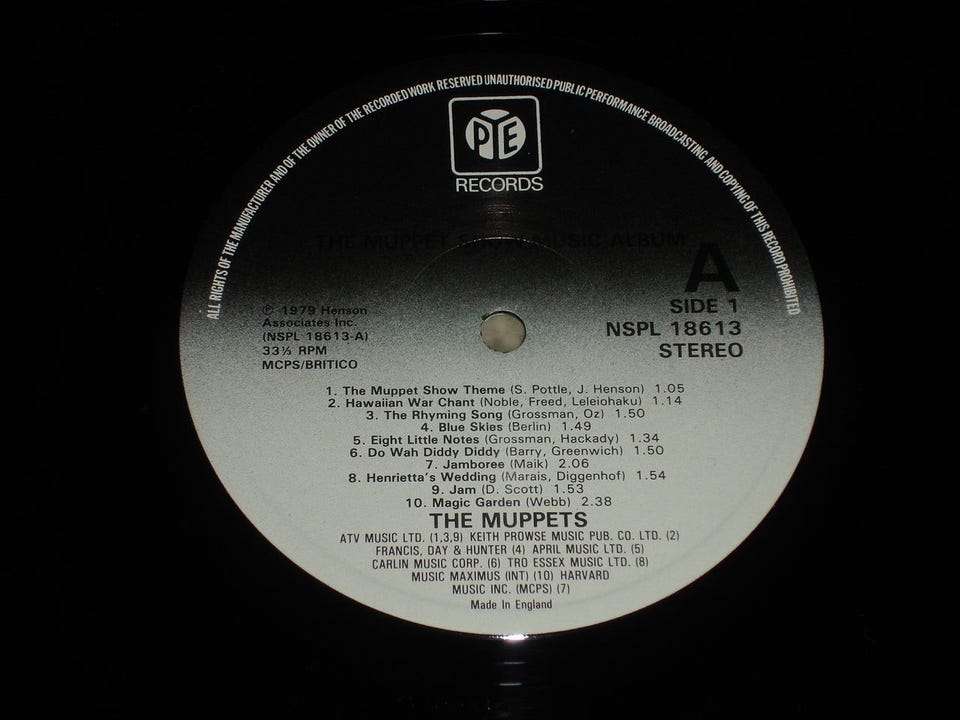 ALL RIGHTS OF THE MANUFACTURER AND OF THE OWNER OF THE RECORDED WORK RESERVED UNAUTHORISED PUBLIC PERFORMANCE BROADCASTING AND COPYING OF THIS RECORD PROHIBITED
PYE
RECORDS
THE MUPPET SHOW MUSIC ALBUM
A
SIDE 1
NSPL 18613
STEREO
℗ 1979 Henson
Associates Inc.
(NSPL 18613-A)
33⅓ RPM
MCPS/BRITICO
1. The Muppet Show Theme (S. Pottle, J. Henson) 1.05
2. Hawaiian War Chant (Noble, Freed, Leleiohaku) 1.14
3. The Rhyming Song (Grossman, Oz) 1.50
4. Blue Skies (Berlin) 1.49
5. Eight Little Notes (Grossman, Hackady) 1.34
6. Do Wah Diddy Diddy (Barry, Greenwich) 1.50
7. Jamboree (Maik) 2.06
8. Henrietta's Wedding (Marais, Diggenhof) 1.54
9. Jam (D. Scott) 1.53
10. Magic Garden (Webb) 2.38
THE MUPPETS
ATV MUSIC LTD. (1,3,9) KEITH PROWSE MUSIC PUB. CO. LTD. (2)
FRANCIS, DAY & HUNTER (4) APRIL MUSIC LTD. (5)
CARLIN MUSIC CORP. (6) TRO ESSEX MUSIC LTD. (8)
MUSIC MAXIMUS (INT) (10) HARVARD
MUSIC INC. (MCPS) (7)
Made In England